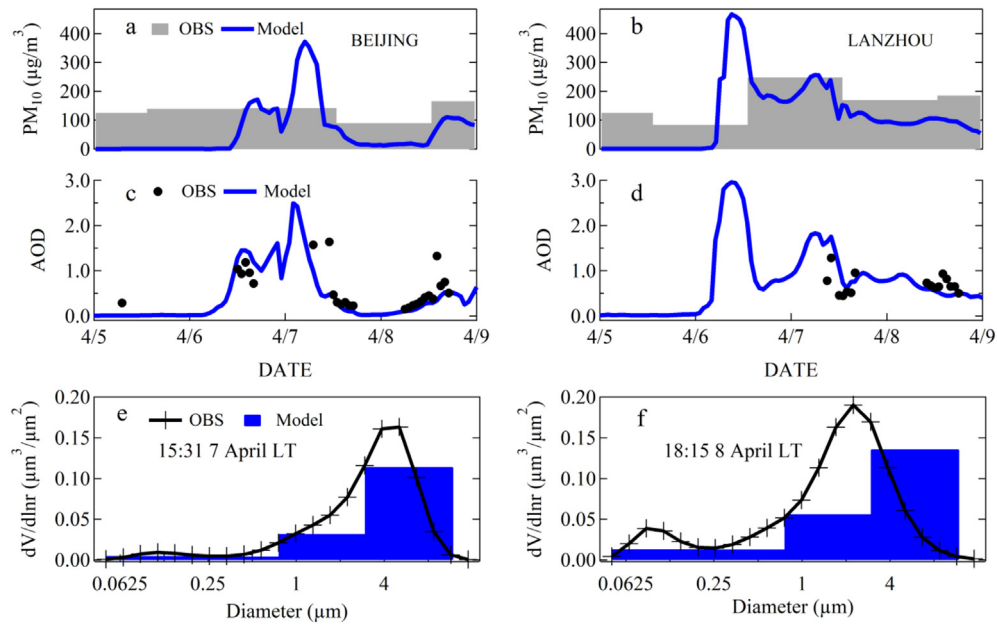 a
OBS
Model
BEIJING
PM10 (µg/m³)
400
300
200
100
0
b
LANZHOU
PM10 (µg/m³)
400
300
200
100
0
c
OBS
Model
AOD
3.0
2.0
1.0
0.0
4/5
4/6
4/7
4/8
4/9
DATE
d
AOD
3.0
2.0
1.0
0.0
4/5
4/6
4/7
4/8
4/9
DATE
e
OBS
Model
15:31 7 April LT
dV/dlnr (µm³/µm²)
0.20
0.15
0.10
0.05
0.00
0.0625
0.25
1
4
Diameter (µm)
f
18:15 8 April LT
dV/dlnr (µm³/µm²)
0.20
0.15
0.10
0.05
0.00
0.0625
0.25
1
4
Diameter (µm)